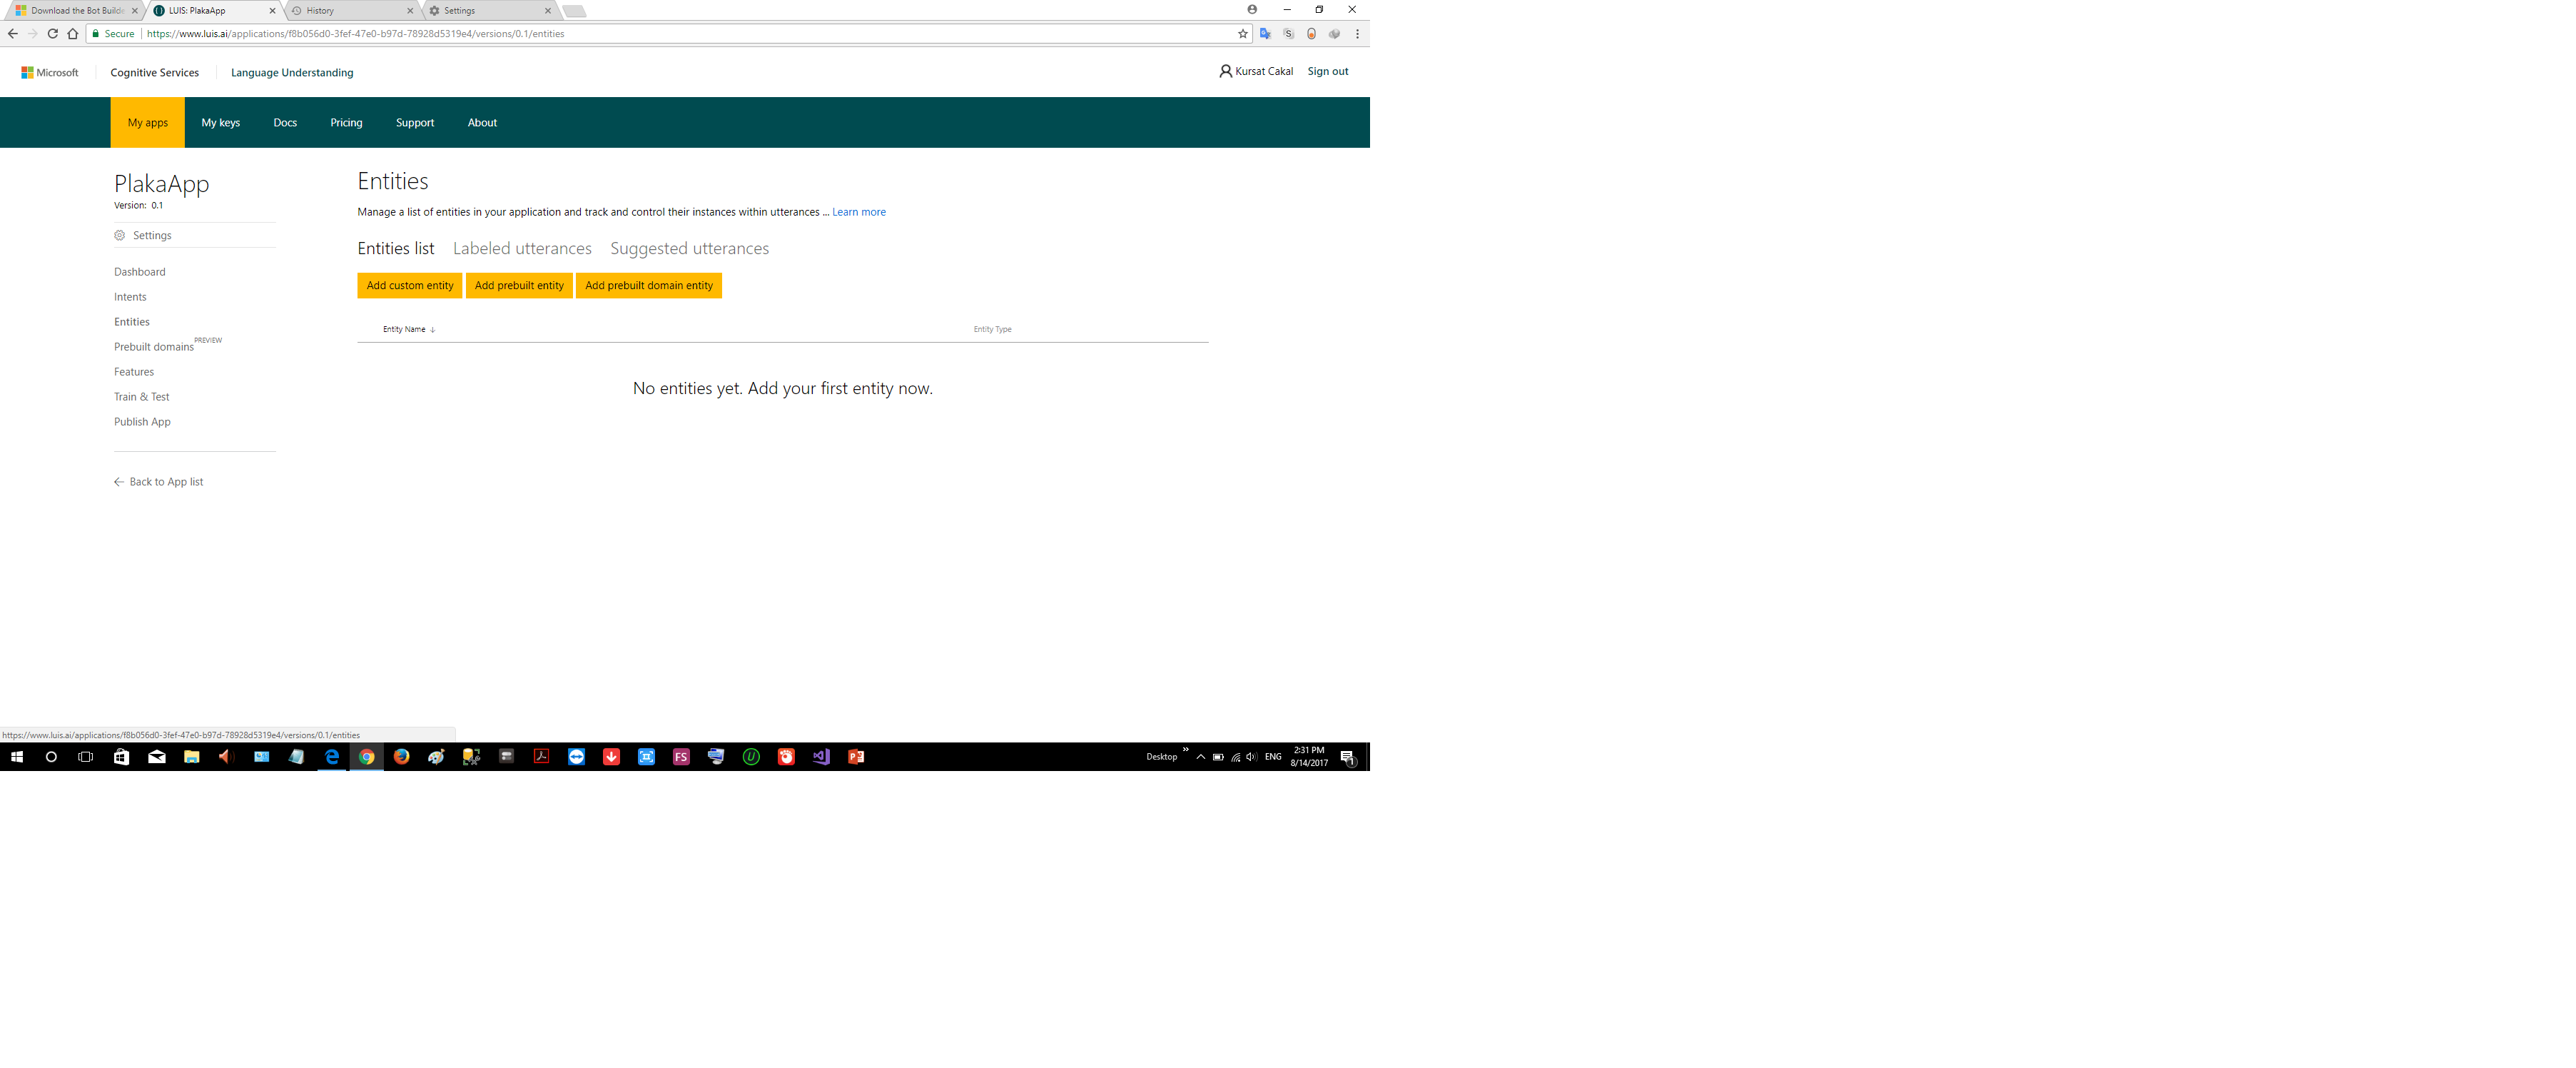 Download the Bot Builde
LUIS: PlakaApp
History
Settings
Secure
https://www.luis.ai/applications/f8b056d0-3fef-47e0-b97d-78928d5319e4/versions/0.1/entities
Microsoft
Cognitive Services
Language Understanding
Kursat Cakal
Sign out
My apps
My keys
Docs
Pricing
Support
About
PlakaApp
Version: 0.1
Settings
Dashboard
Intents
Entities
Prebuilt domains PREVIEW
Features
Train & Test
Publish App
Back to App list
Entities
Manage a list of entities in your application and track and control their instances within utterances ... Learn more
Entities list
Labeled utterances
Suggested utterances
Add custom entity
Add prebuilt entity
Add prebuilt domain entity
Entity Name
Entity Type
No entities yet. Add your first entity now.
https://www.luis.ai/applications/f8b056d0-3fef-47e0-b97d-78928d5319e4/versions/0.1/entities
FS
Desktop
ENG
2:31 PM
8/14/2017
1